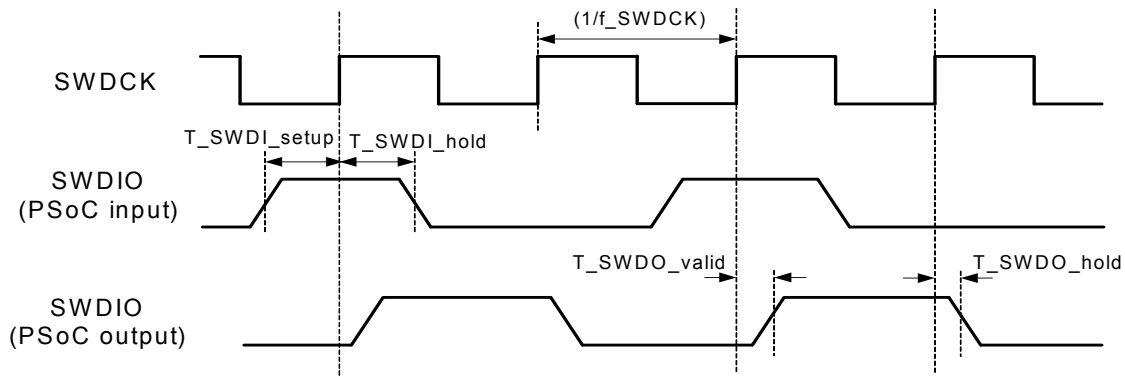 (1/f_SWDCK)
SWDCK
T_SWDI_setup
T_SWDI_hold
SWDIO
(PSoC input)
T_SWDO_valid
T_SWDO_hold
SWDIO
(PSoC output)